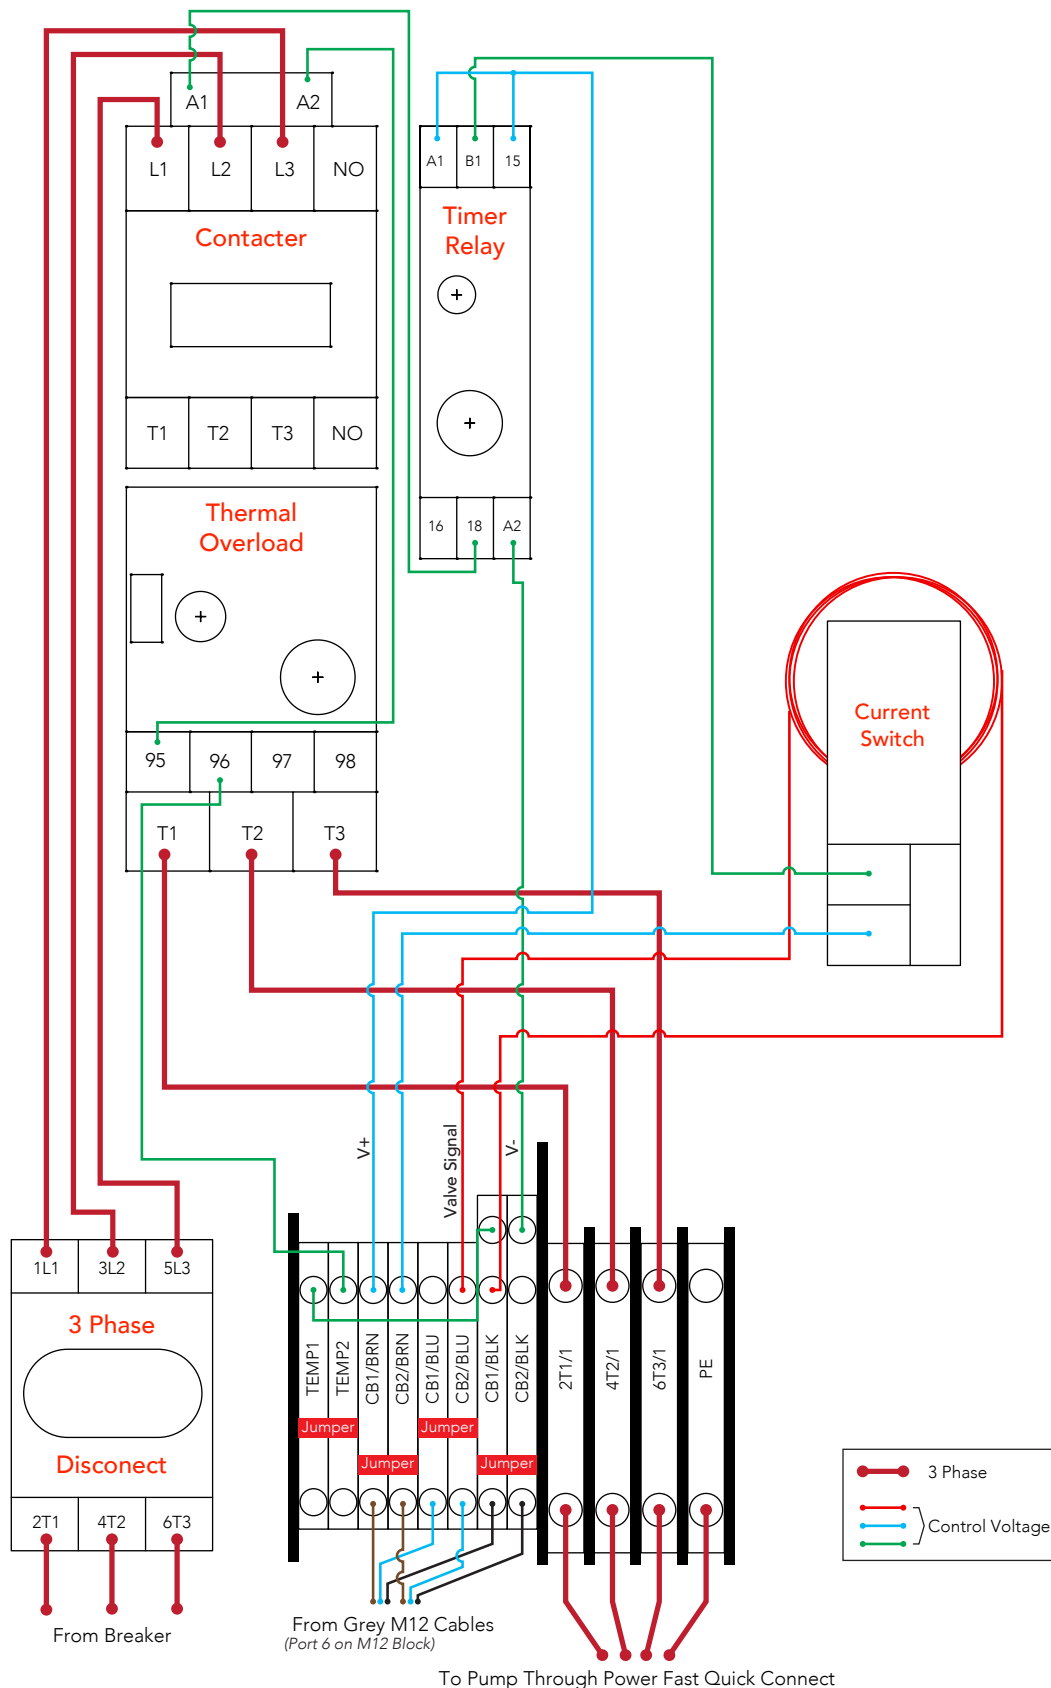 A1
A2
L1
L2
L3
NO
Contacter
T1
T2
T3
NO
A1
B1
15
Timer
Relay
16
18
A2
Thermal
Overload
95
96
97
98
T1
T2
T3
Current
Switch
V+
Valve Signal
V-
1L1
3L2
5L3
3 Phase
Disconect
2T1
4T2
6T3
From Breaker
TEMP1
TEMP2
CB1/BRN
CB2/BRN
CB1/BLU
CB2/BLU
CB1/BLK
CB2/BLK
2T1/1
4T2/1
6T3/1
PE
Jumper
Jumper
Jumper
Jumper
From Grey M12 Cables
(Port 6 on M12 Block)
To Pump Through Power Fast Quick Connect
3 Phase
Control Voltage